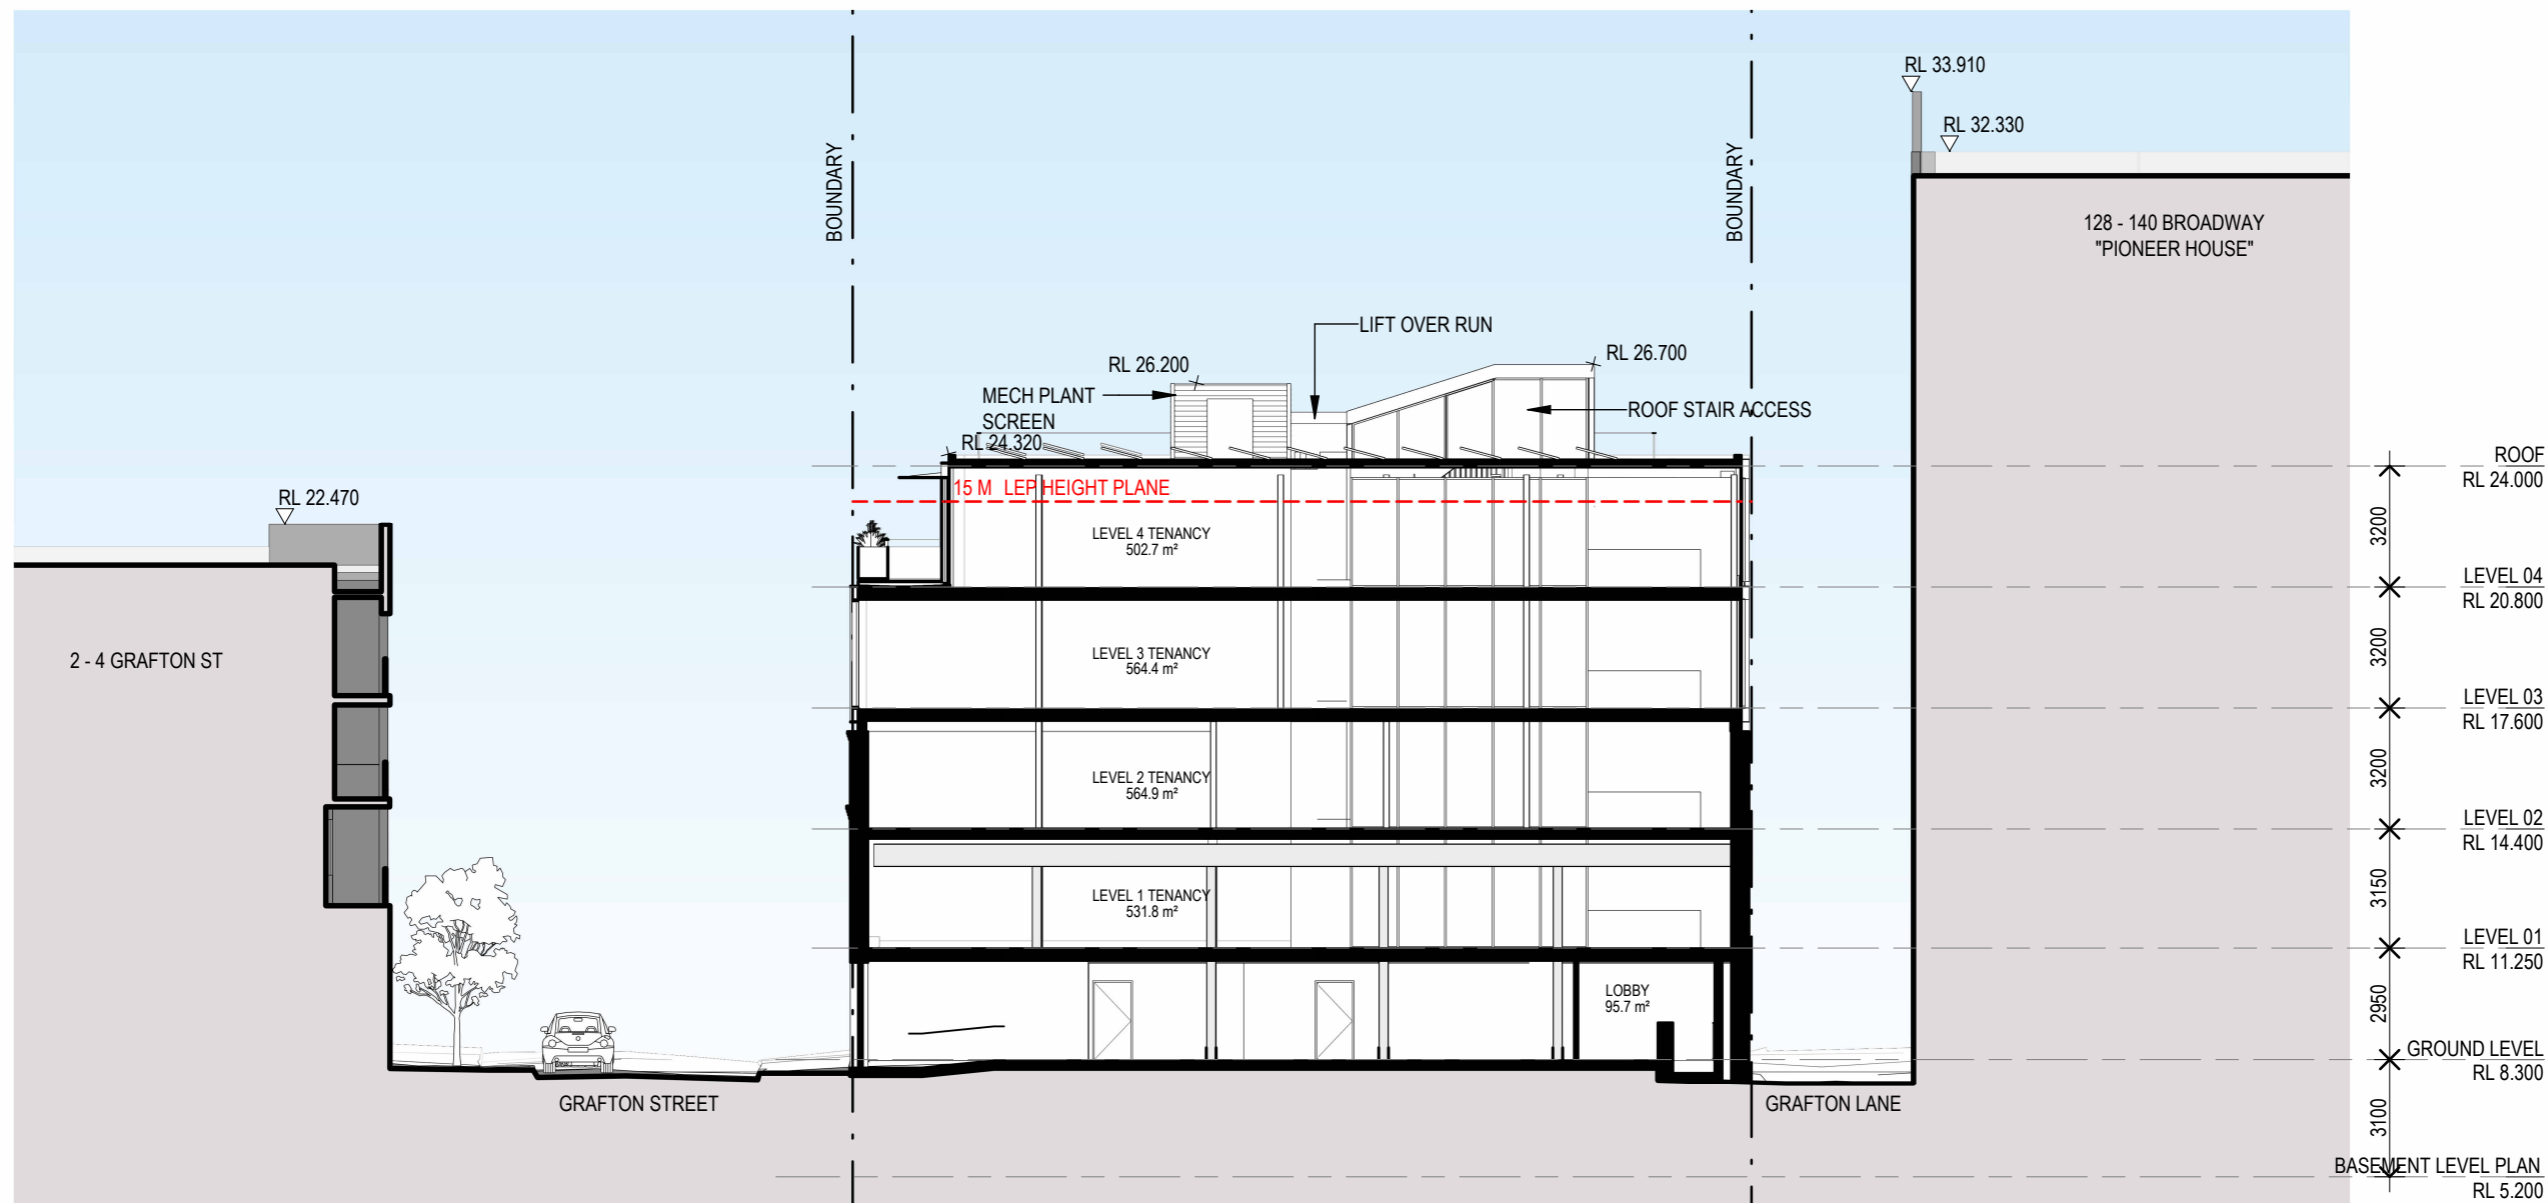 RL 33.910
RL 32.330
BOUNDARY
BOUNDARY
128 - 140 BROADWAY
"PIONEER HOUSE"
LIFT OVER RUN
RL 26.200
RL 26.700
MECH PLANT
SCREEN
ROOF STAIR ACCESS
RL 24.320
ROOF
RL 24.000
15 M LEP HEIGHT PLANE
RL 22.470
3200
LEVEL 4 TENANCY
502.7 m²
LEVEL 04
RL 20.800
2 - 4 GRAFTON ST
LEVEL 3 TENANCY
564.4 m²
3200
LEVEL 03
RL 17.600
LEVEL 2 TENANCY
564.9 m²
3200
LEVEL 02
RL 14.400
LEVEL 1 TENANCY
531.8 m²
3150
LEVEL 01
RL 11.250
LOBBY
95.7 m²
2950
GROUND LEVEL
RL 8.300
GRAFTON STREET
GRAFTON LANE
3100
BASEMENT LEVEL PLAN
RL 5.200